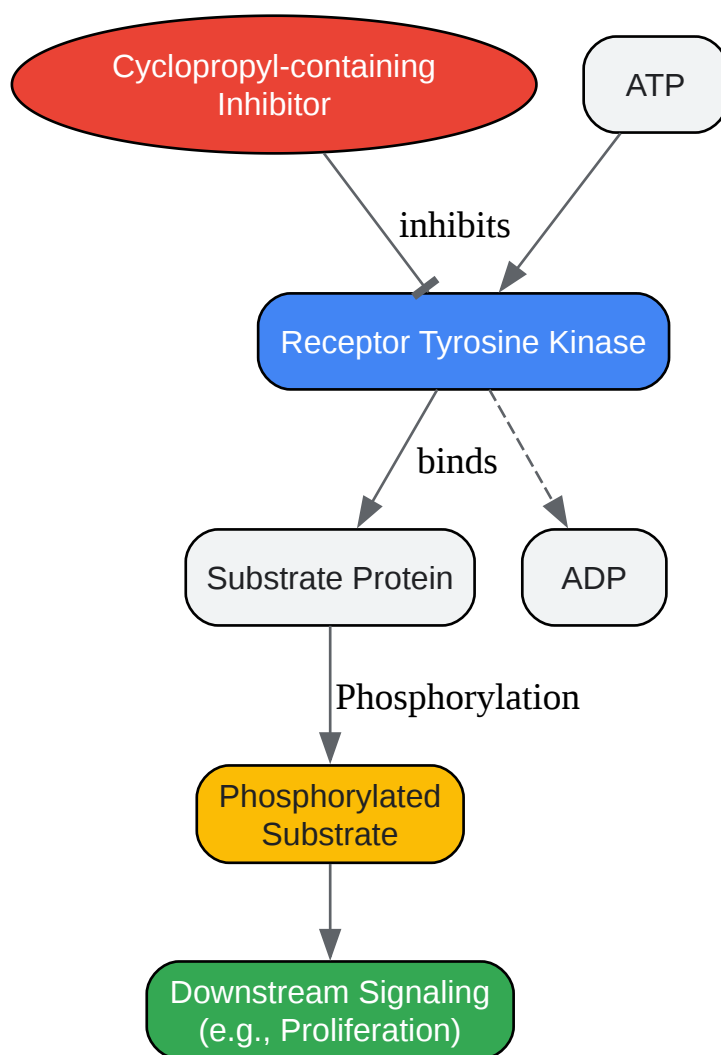 Cyclopropyl-containing
Inhibitor
ATP
inhibits
Receptor Tyrosine Kinase
binds
Substrate Protein
ADP
Phosphorylation
Phosphorylated
Substrate
Downstream Signaling
(e.g., Proliferation)